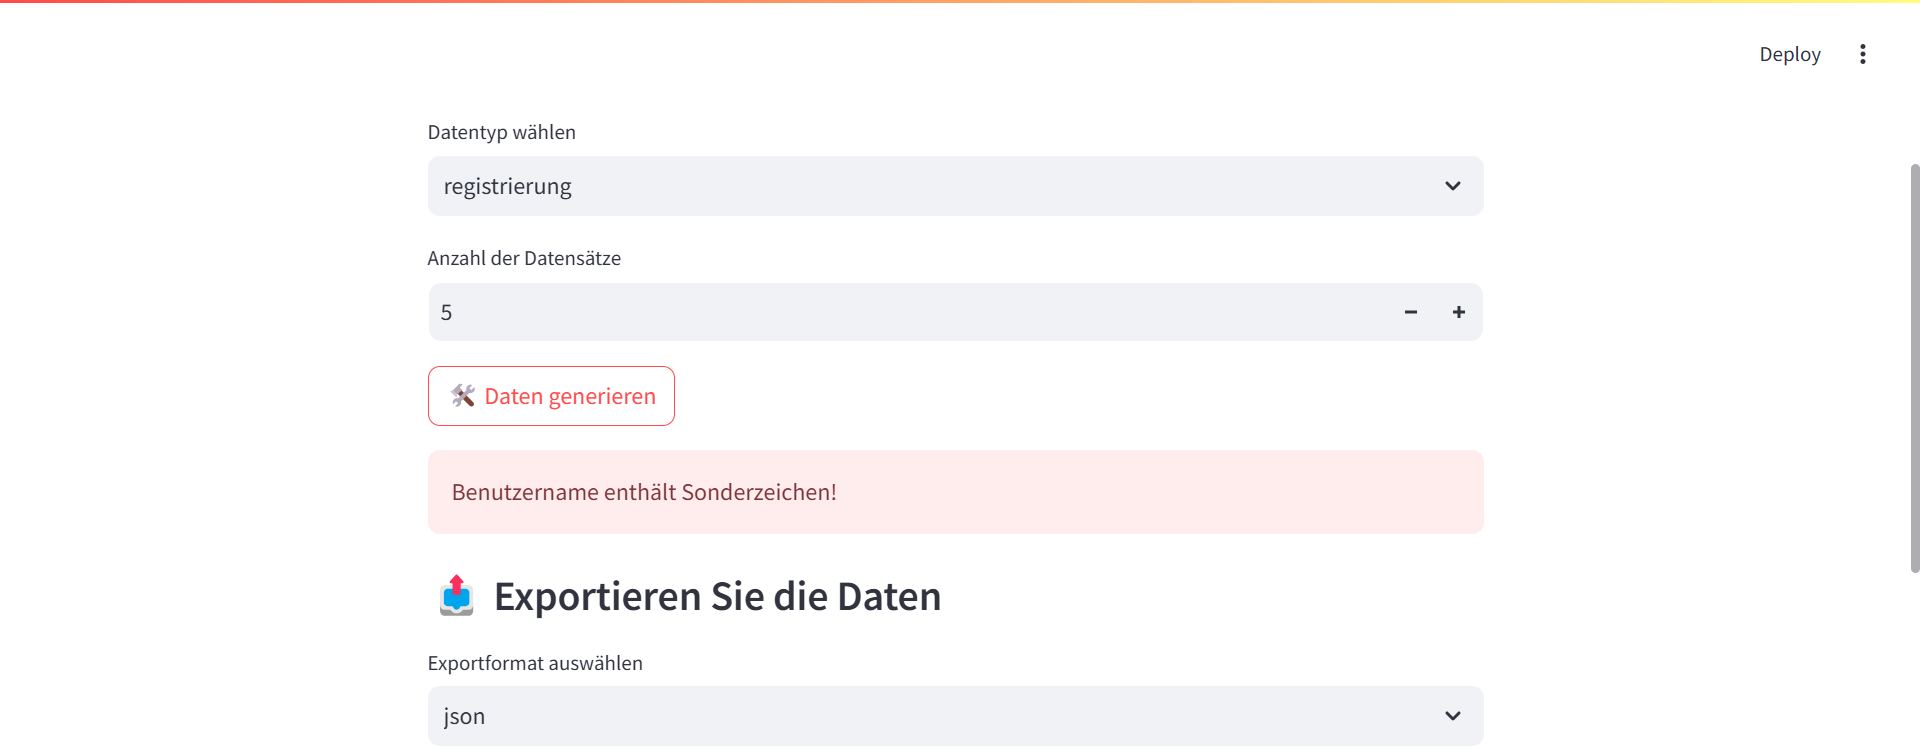 Deploy
Datentyp wählen
registrierung
Anzahl der Datensätze
5
Daten generieren
Benutzername enthält Sonderzeichen!
Exportieren Sie die Daten
Exportformat auswählen
json